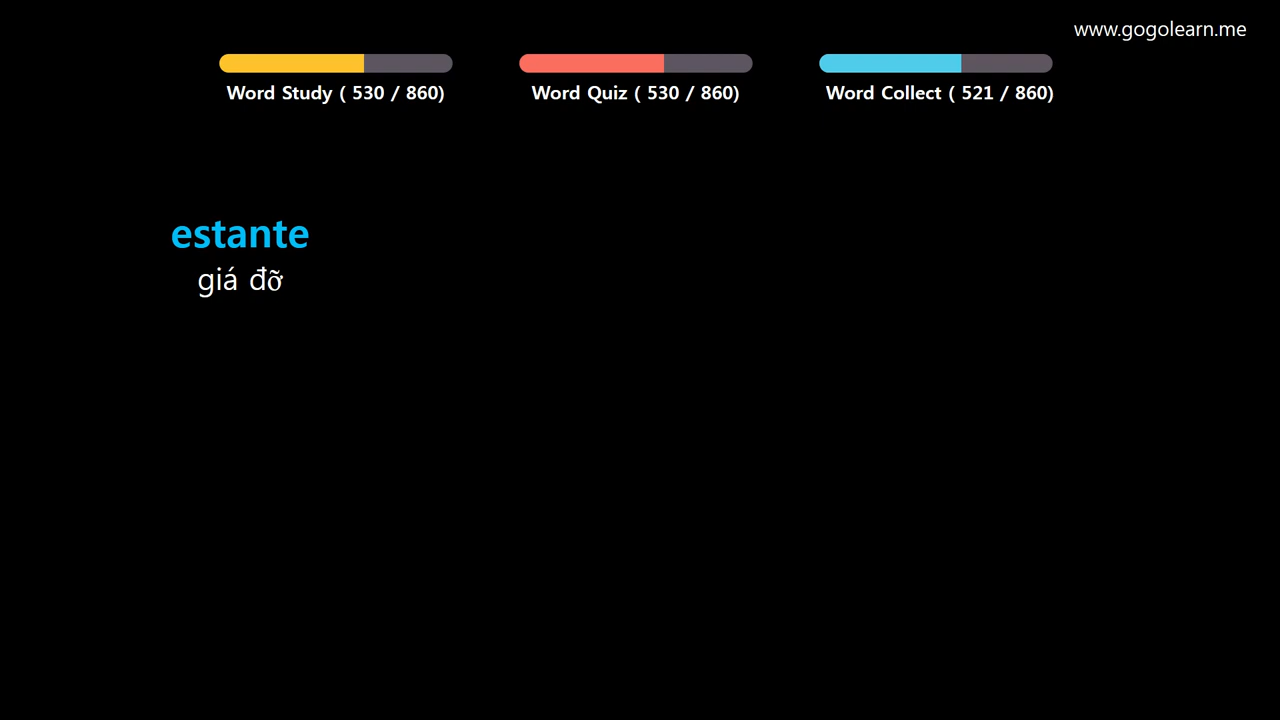 www.gogolearn.me
Word Study ( 530 / 860)
Word Quiz ( 530 / 860)
Word Collect ( 521 / 860)
estante
giá đỡ